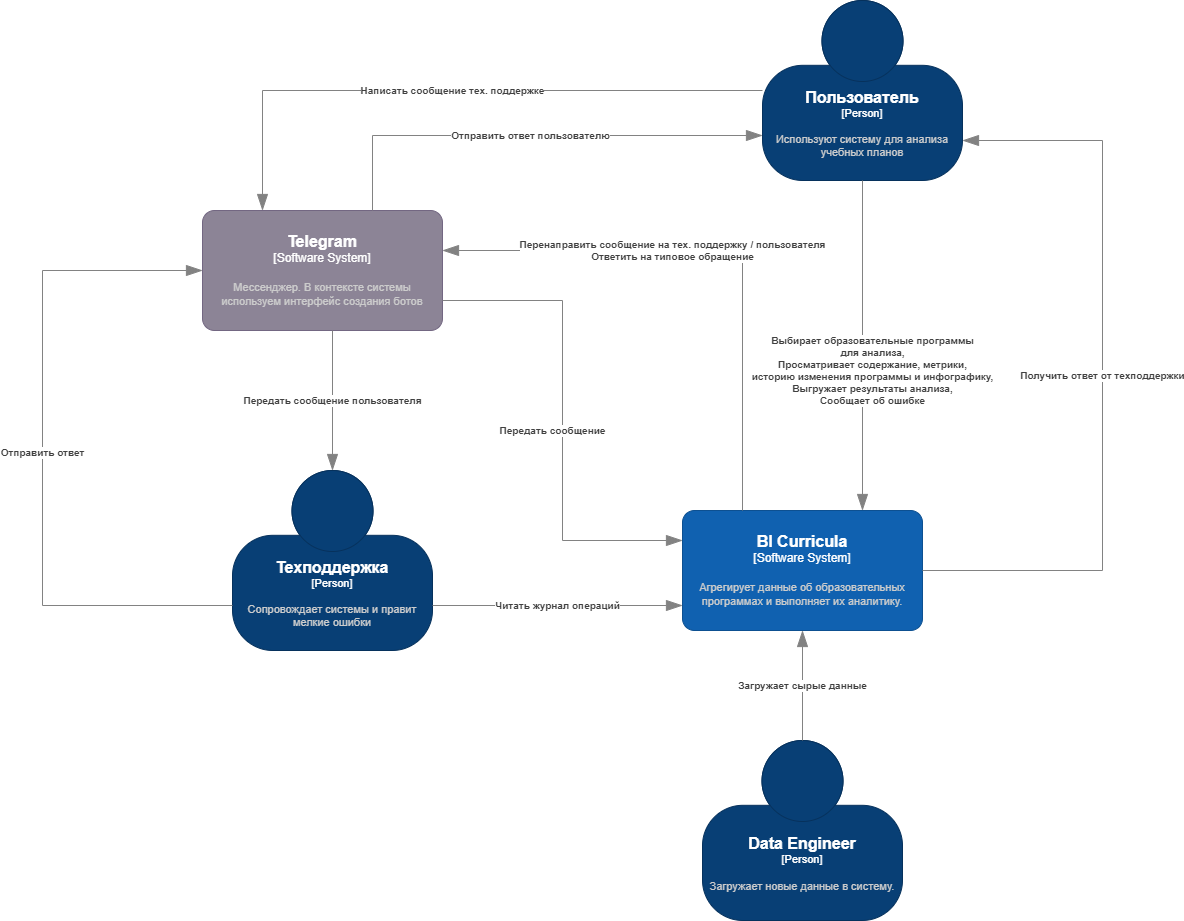 Пользователь
[Person]
Используют систему для анализа
учебных планов
Написать сообщение тех. поддержке
Отправить ответ пользователю
Telegram
[Software System]
Мессенджер. В контексте системы
используем интерфейс создания ботов
Перенаправить сообщение на тех. поддержку / пользователя
Ответить на типовое обращение
Выбирает образовательные программы
для анализа,
Просматривает содержание, метрики,
историю изменения программы и инфографику,
Выгружает результаты анализа,
Сообщает об ошибке
Получить ответ от техподдержки
Передать сообщение пользователя
Передать сообщение
Отправить ответ
Техподдержка
[Person]
Сопровождает системы и правит
мелкие ошибки
Читать журнал операций
BI Curricula
[Software System]
Агрегирует данные об образовательных
программах и выполняет их аналитику.
Загружает сырые данные
Data Engineer
[Person]
Загружает новые данные в систему.